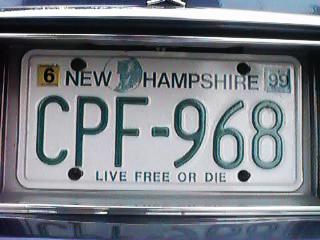 6 NEW HAMPSHIRE 99
CPF-968
LIVE FREE OR DIE